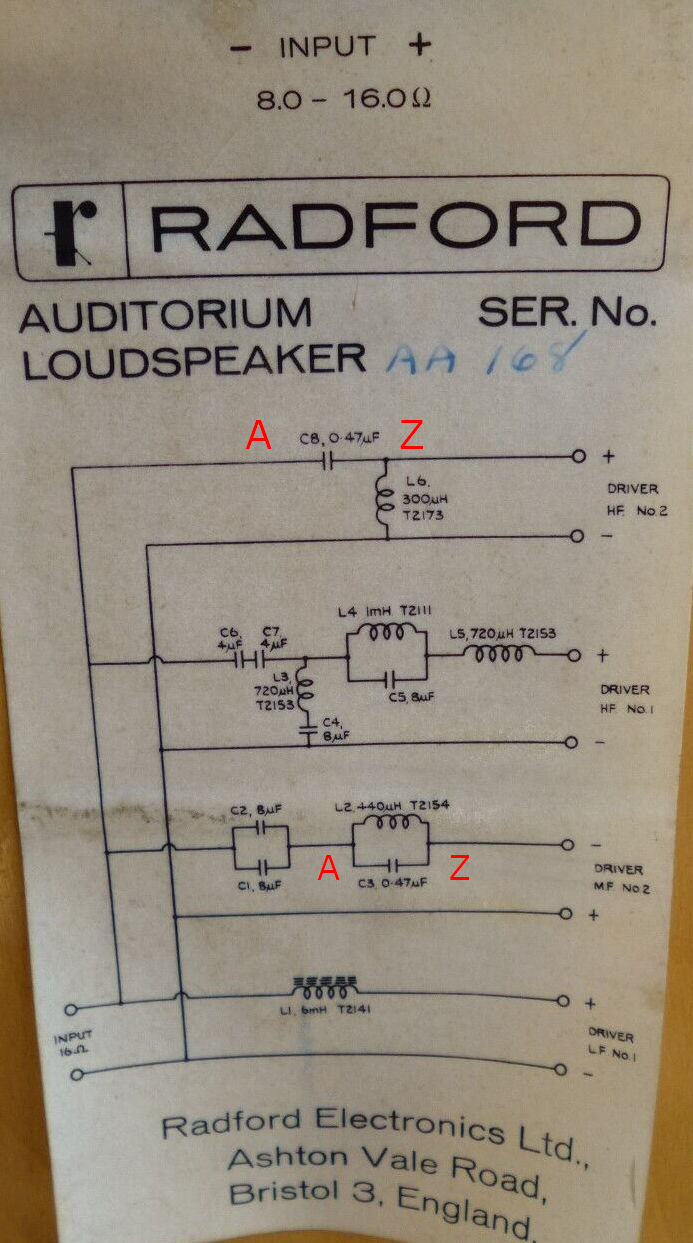 − INPUT +
8.0 – 16.0Ω
r RADFORD
AUDITORIUM SER. No.
LOUDSPEAKER AA 168
A C8, 0·47µF Z
+
L6,
300µH
T2173
DRIVER
HF. No.2
−
L4 1mH T2111
C6, C7,
4µF 4µF
L5, 720µH T2153
+
L3,
720µH
T2153
C5, 8µF
DRIVER
HF. No.1
C4,
8µF
−
C2, 8µF L2, 440µH T2154
−
C1, 8µF A C3, 0·47µF Z
DRIVER
M.F. No.2
+
L1, 6mH T2141
+
INPUT
16Ω
DRIVER
L.F. No.1
−
Radford Electronics Ltd.,
Ashton Vale Road,
Bristol 3, England.